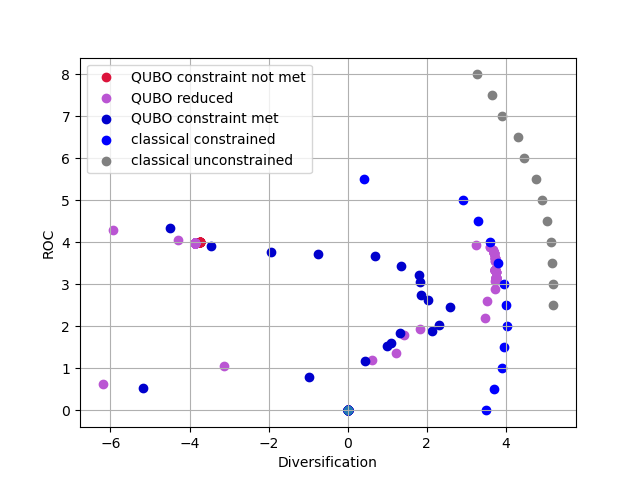 QUBO constraint not met
QUBO reduced
QUBO constraint met
classical constrained
classical unconstrained
8
7
6
5
4
3
2
1
0
ROC
−6
−4
−2
0
2
4
Diversification